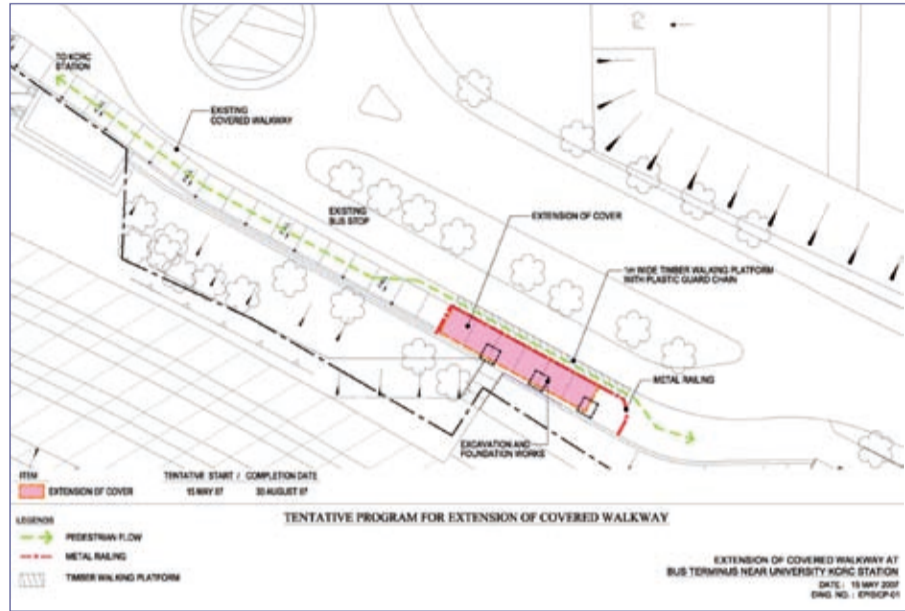 TO KCRC
STATION
EXISTING
COVERED WALKWAY
EXISTING
BUS STOP
EXTENSION OF COVER
1m WIDE TIMBER WALKING PLATFORM
WITH PLASTIC GUARD CHAIN
METAL RAILING
EXCAVATION AND
FOUNDATION WORKS
ITEM TENTATIVE START / COMPLETION DATE
EXTENSION OF COVER 15 MAY 07 30 AUGUST 07
TENTATIVE PROGRAM FOR EXTENSION OF COVERED WALKWAY
LEGENDS
PEDESTRIAN FLOW
METAL RAILING
TIMBER WALKING PLATFORM
EXTENSION OF COVERED WALKWAY AT
BUS TERMINUS NEAR UNIVERSITY KCRC STATION
DATE : 15 MAY 2007
DWG. NO. :